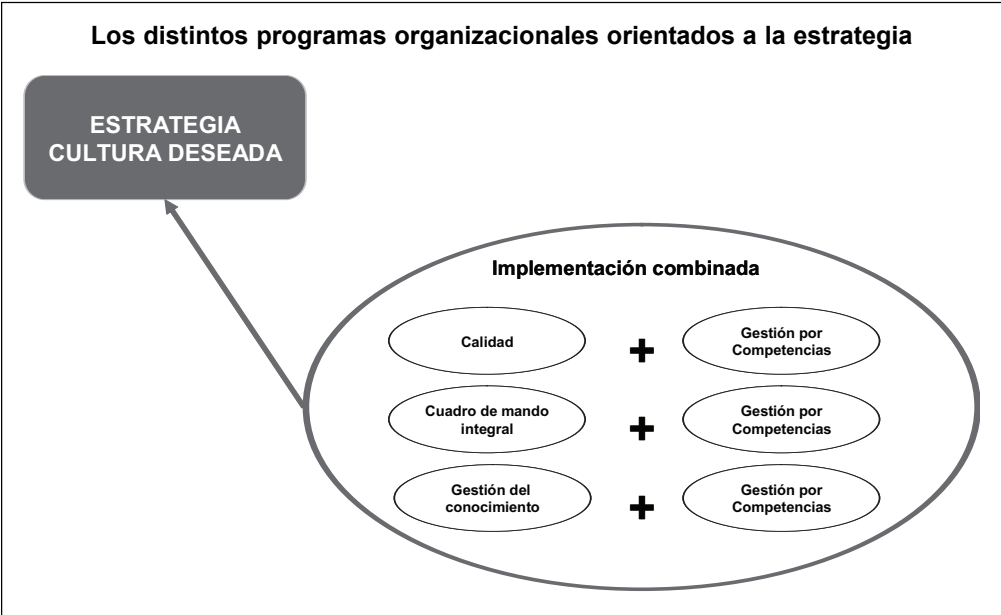 Los distintos programas organizacionales orientados a la estrategia
ESTRATEGIA
CULTURA DESEADA
Implementación combinada
Calidad
+
Gestión por
Competencias
Cuadro de mando
integral
+
Gestión por
Competencias
Gestión del
conocimiento
+
Gestión por
Competencias